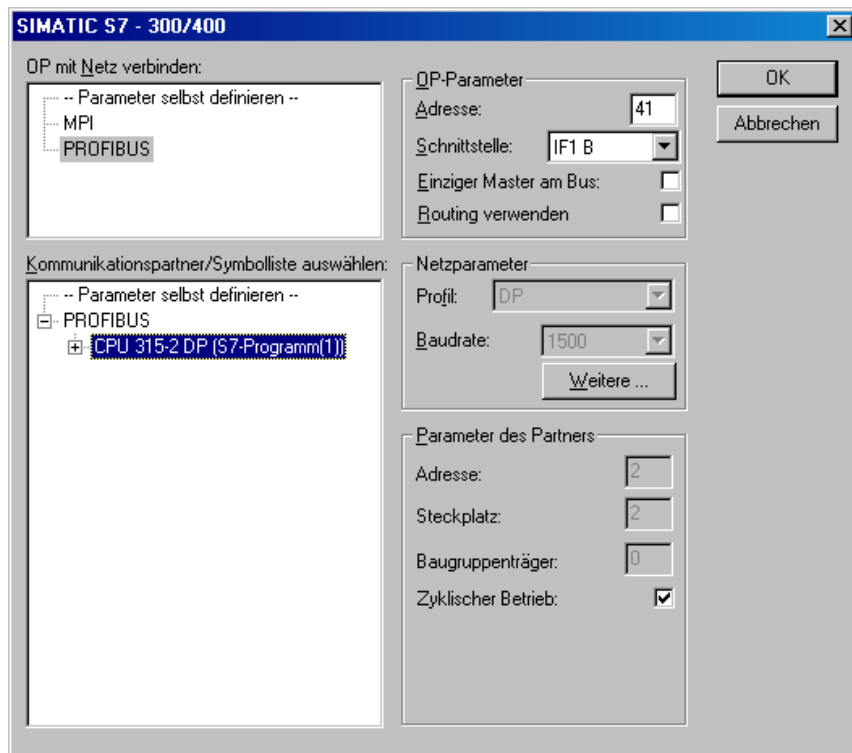 SIMATIC S7 - 300/400
OP mit Netz verbinden:
-- Parameter selbst definieren --
MPI
PROFIBUS
OP-Parameter
Adresse: 41
Schnittstelle: IF1 B
Einziger Master am Bus:
Routing verwenden
OK
Abbrechen
Kommunikationspartner/Symbolliste auswählen:
-- Parameter selbst definieren --
PROFIBUS
CPU 315-2 DP (S7-Programm(1))
Netzparameter
Profil: DP
Baudrate: 1500
Weitere ...
Parameter des Partners
Adresse: 2
Steckplatz: 2
Baugruppenträger: 0
Zyklischer Betrieb: